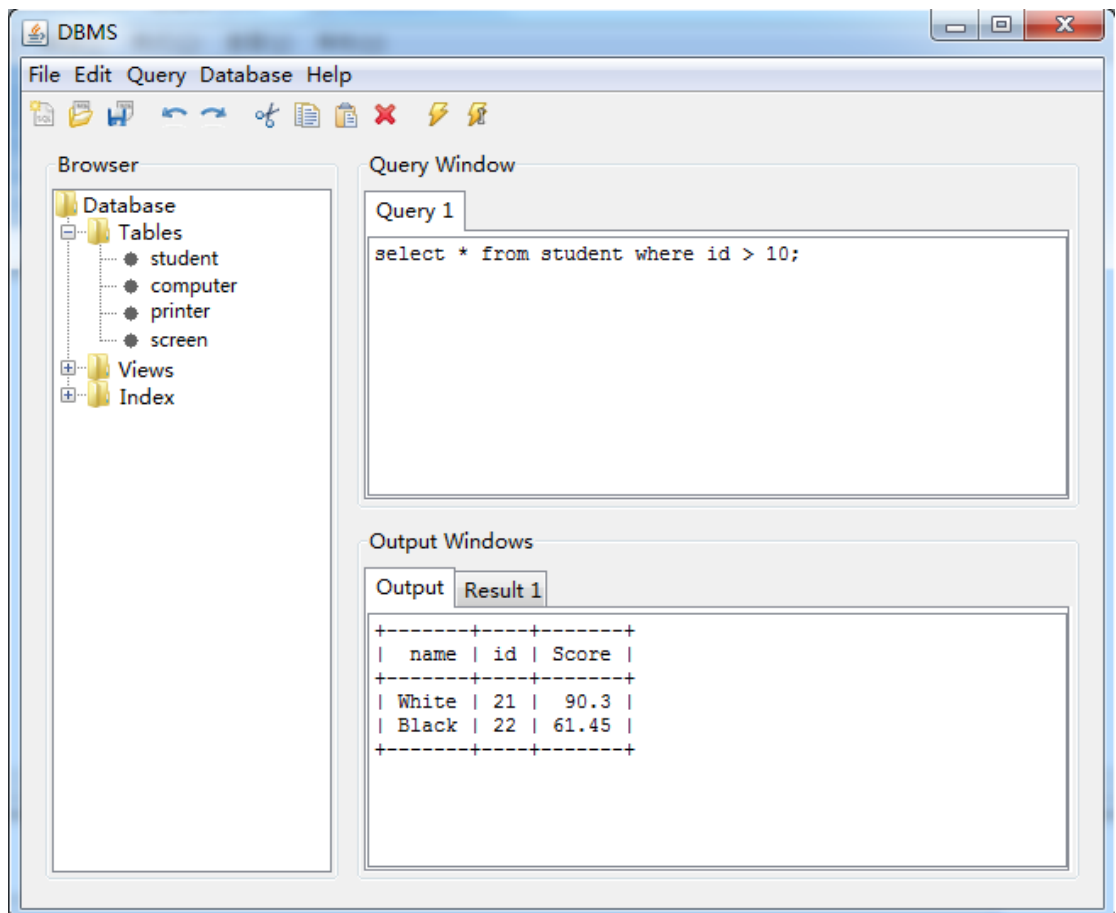 DBMS
File Edit Query Database Help
Browser
Database
Tables
student
computer
printer
screen
Views
Index
Query Window
Query 1
select * from student where id > 10;
Output Windows
Output Result 1
+-------+----+-------+
|  name | id | Score |
+-------+----+-------+
| White | 21 |  90.3 |
| Black | 22 | 61.45 |
+-------+----+-------+